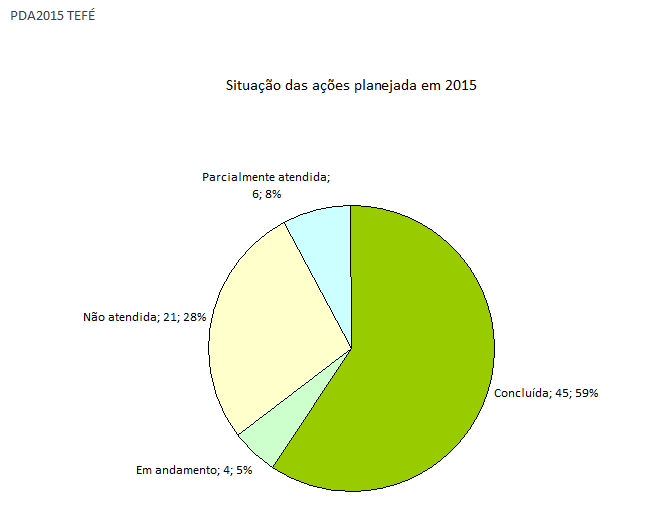 PDA2015 TEFÉ
Situação das ações planejada em 2015
Parcialmente atendida;
6; 8%
Não atendida; 21; 28%
Concluída; 45; 59%
Em andamento; 4; 5%